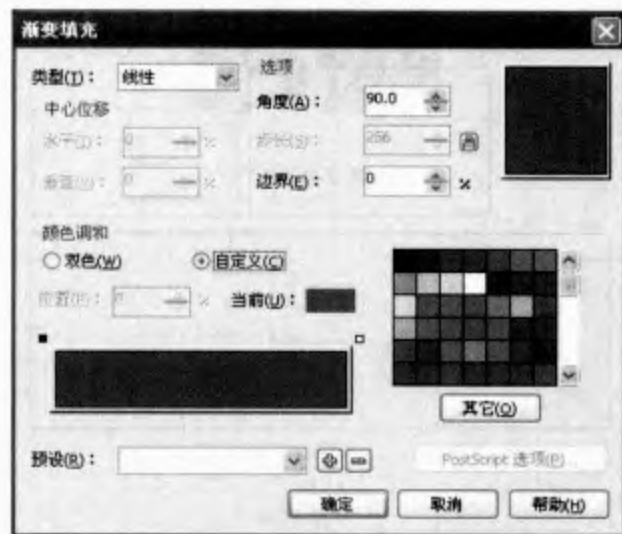 渐变填充
类型(T)： 线性
选项
中心位移
角度(A)： 90.0
水平(I)： 0 %
步长(S)： 256
垂直(V)： 0 %
边界(E)： 0 %
颜色调和
双色(W) 自定义(C)
位置(P)： 0 % 当前(U)：
其它(O)
预设(R)：
PostScript 选项(P)
确定 取消 帮助(H)